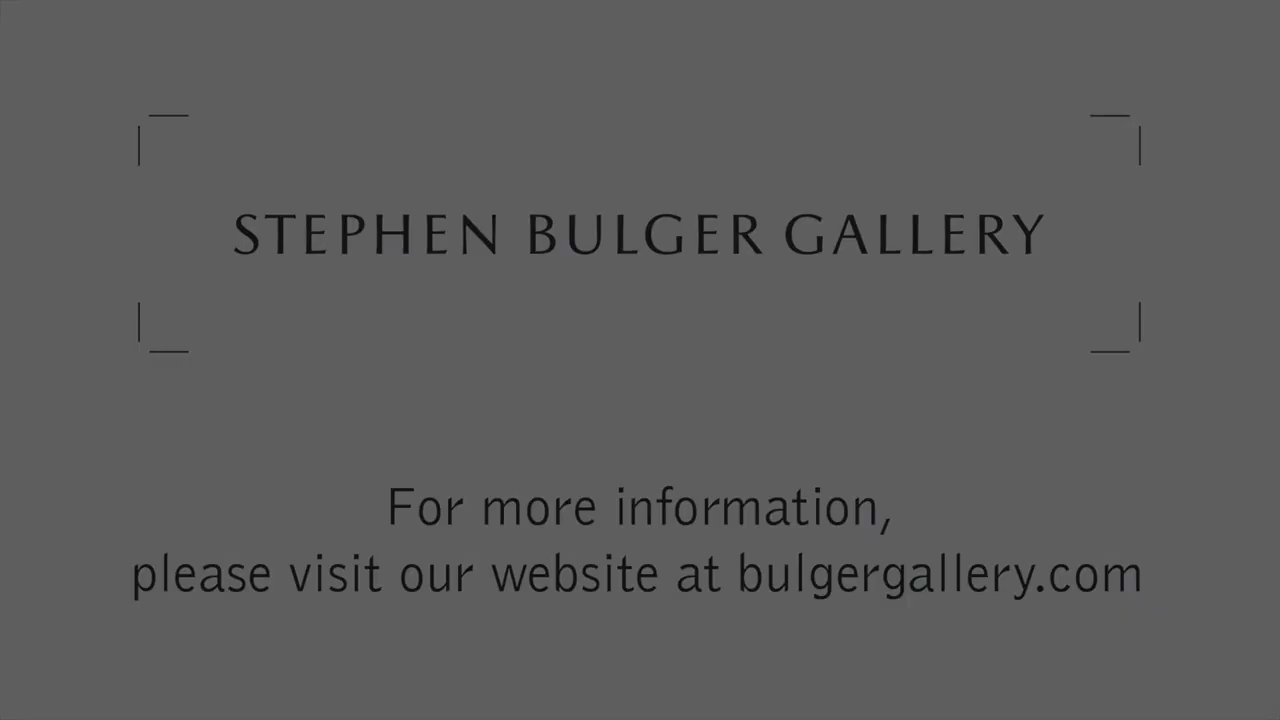 STEPHEN BULGER GALLERY
For more information,
please visit our website at bulgergallery.com